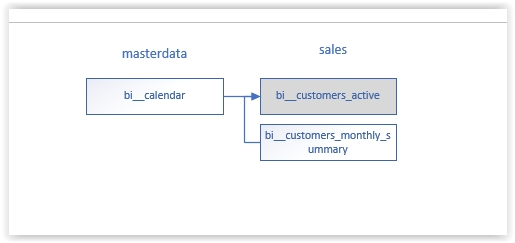 masterdata
sales
bi__calendar
bi__customers_active
bi__customers_monthly_s
ummary